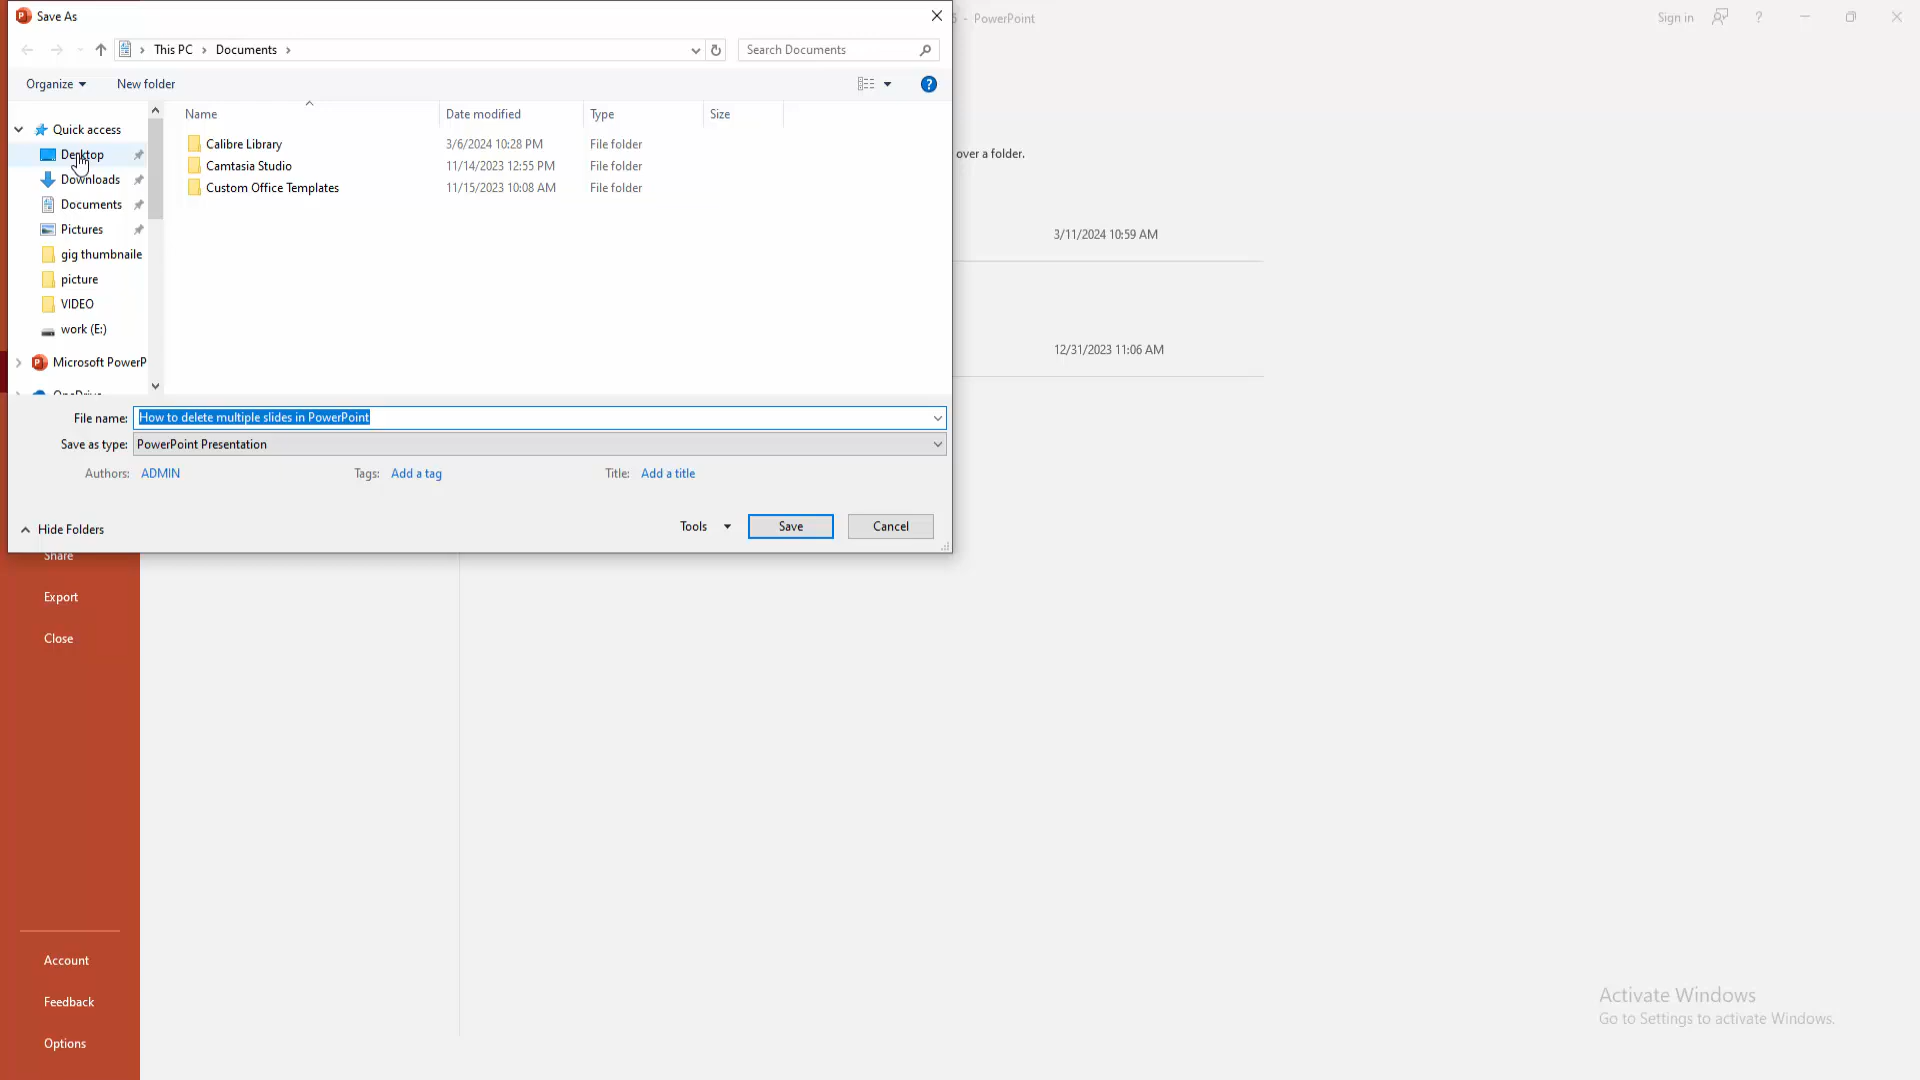 Save As
5 - PowerPoint
Sign in
?
This PC > Documents >
Search Documents
Organize
New folder
?
Name
Date modified
Type
Size
Quick access
Desktop
Downloads
Documents
Pictures
gig thumbnaile
picture
VIDEO
work (E:)
Microsoft PowerP
OneDrive
Calibre Library 3/6/2024 10:28 PM File folder
Camtasia Studio 11/14/2023 12:55 PM File folder
Custom Office Templates 11/15/2023 10:08 AM File folder
over a folder.
3/11/2024 10:59 AM
12/31/2023 11:06 AM
File name: How to delete multiple slides in PowerPoint
Save as type: PowerPoint Presentation
Authors: ADMIN
Tags: Add a tag
Title: Add a title
Hide Folders
Tools
Save
Cancel
Share
Export
Close
Account
Feedback
Options
Activate Windows
Go to Settings to activate Windows.